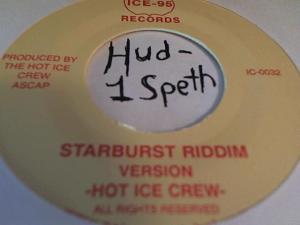 ICE-95
RECORDS
PRODUCED BY
THE HOT ICE
CREW
ASCAP
IC-0032
Hud-
1 Speth
STARBURST RIDDIM
VERSION
-HOT ICE CREW-
ALL RIGHTS RESERVED